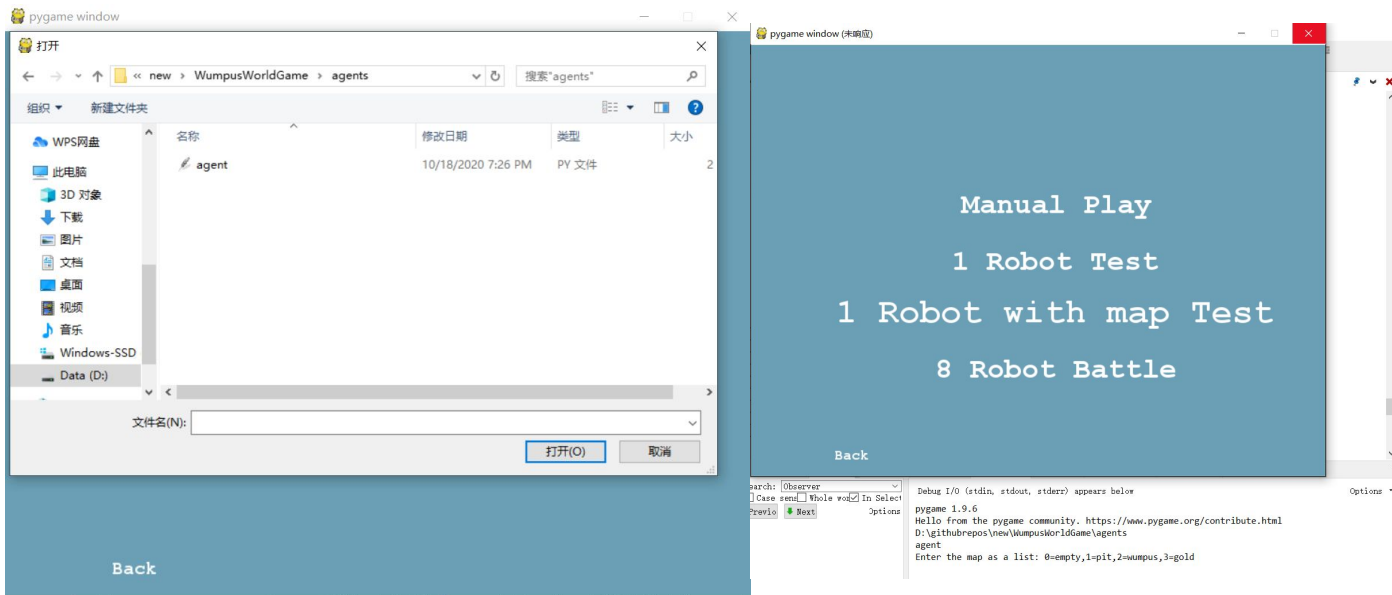 pygame window
打开
« new › WumpusWorldGame › agents
搜索"agents"
组织
新建文件夹
名称
修改日期
类型
大小
agent
10/18/2020 7:26 PM
PY 文件
2
WPS网盘
此电脑
3D 对象
下载
图片
文档
桌面
视频
音乐
Windows-SSD
Data (D:)
文件名(N):
打开(O)
取消
Back
pygame window (未响应)
Manual Play
1 Robot Test
1 Robot with map Test
8 Robot Battle
Back
earch: Observer
Case sens
Whole wor
In Select
Previo
Next
Options
Debug I/O (stdin, stdout, stderr) appears below
Options
pygame 1.9.6
Hello from the pygame community. https://www.pygame.org/contribute.html
D:\githubrepos\new\WumpusWorldGame\agents
agent
Enter the map as a list: 0=empty,1=pit,2=wumpus,3=gold